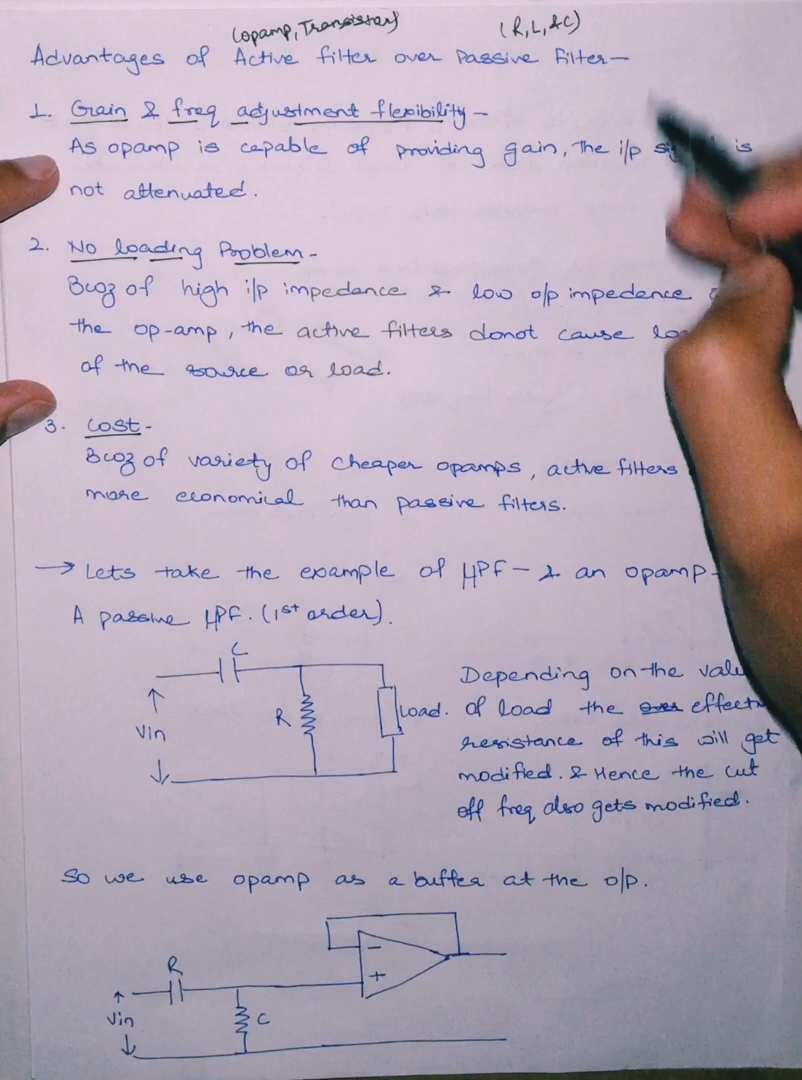 (opamp, Transistor) (R, L, &C)
Advantages of Active filter over Passive Filter-
1. Gain & freq adjustment flexibility -
As opamp is capable of providing gain, The i/p is
not attenuated.
2. No loading Problem -
Bcoz of high i/p impedance & low o/p impedence
the op-amp, the active filters donot cause
of the source or load.
3. Cost -
Bcoz of variety of cheaper opamps, active filters
more economical than passive filters.
→ Lets take the example of HPF - & an opamp -
A passive HPF. (1st order).
C
R
Load.
Vin
Depending on the
of load the effecti
resistance of this will get
modified. & Hence the cut
off freq also gets modified.
So we use opamp as a buffer at the o/p.
R
-
+
Vin
C